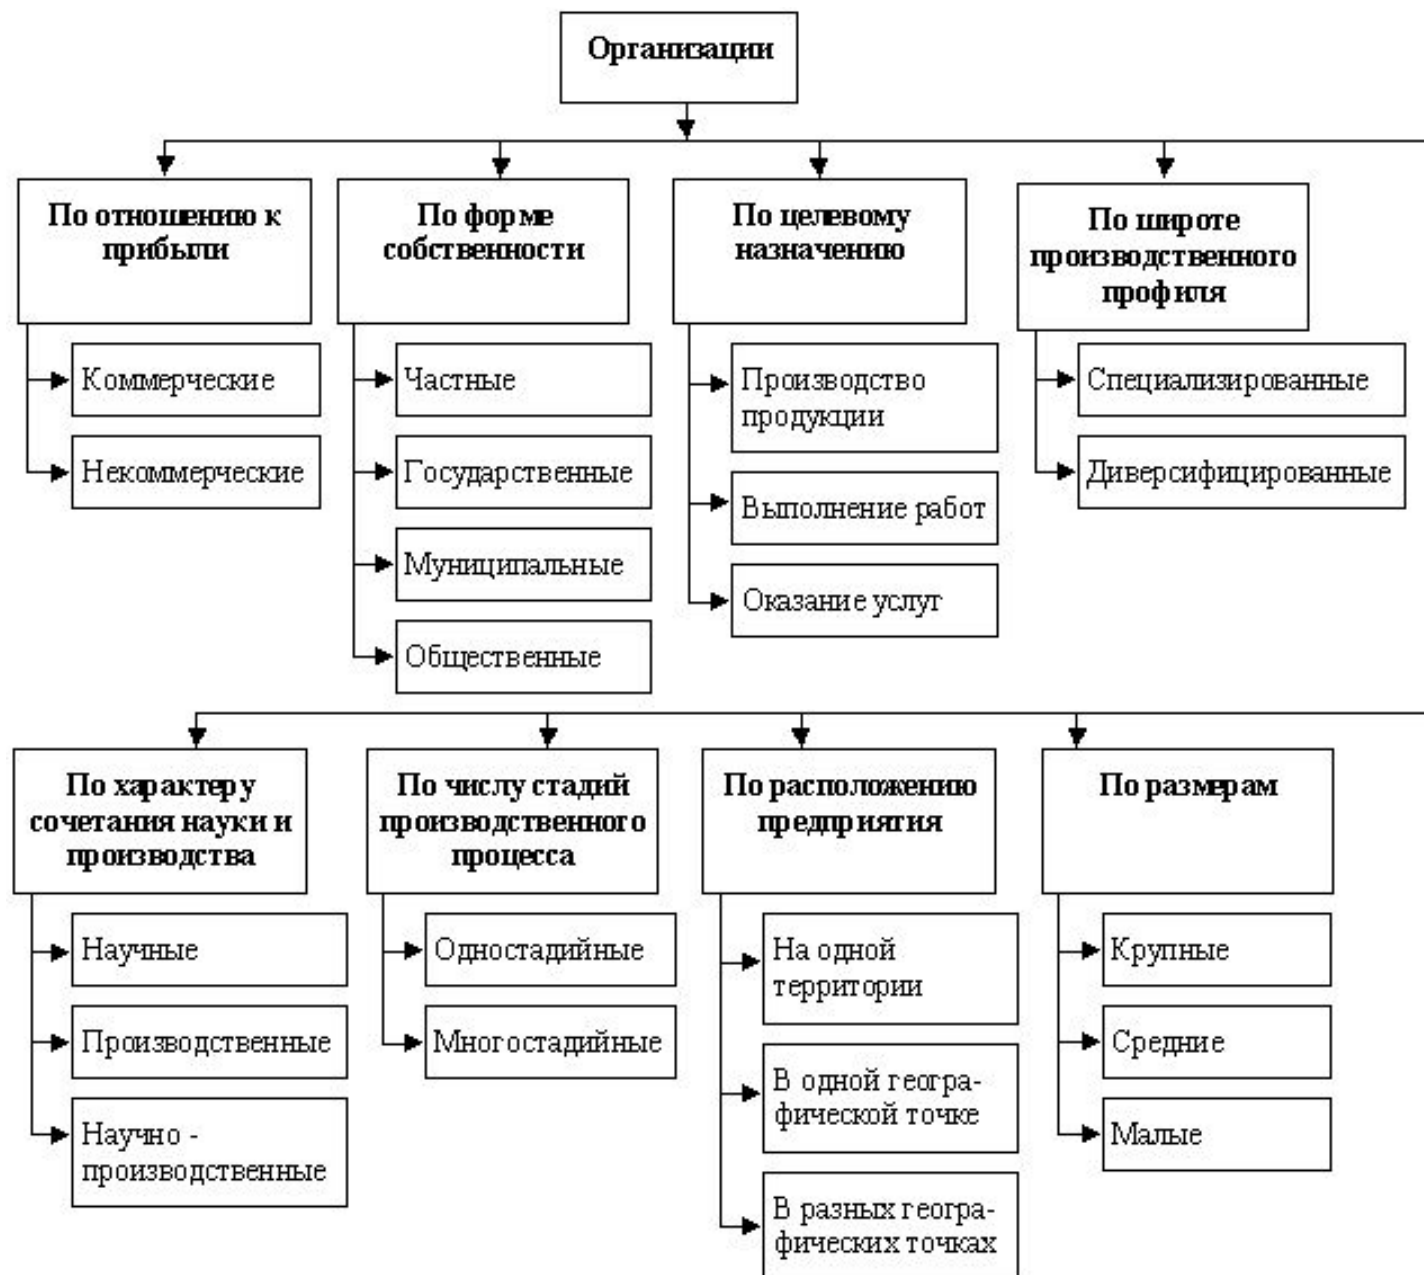 Организации
По отношению к
прибыли
Коммерческие
Некоммерческие
По форме
собственности
Частные
Государственные
Муниципальные
Общественные
По целевому
назначению
Производство
продукции
Выполнение работ
Оказание услуг
По широте
производственного
профиля
Специализированные
Диверсифицированные
По характеру
сочетания науки и
производства
Научные
Производственные
Научно -
производственные
По числу стадий
производственного
процесса
Одностадийные
Многостадийные
По расположению
предприятия
На одной
территории
В одной геогра-
фической точке
В разных геогра-
фических точках
По размерам
Крупные
Средние
Малые